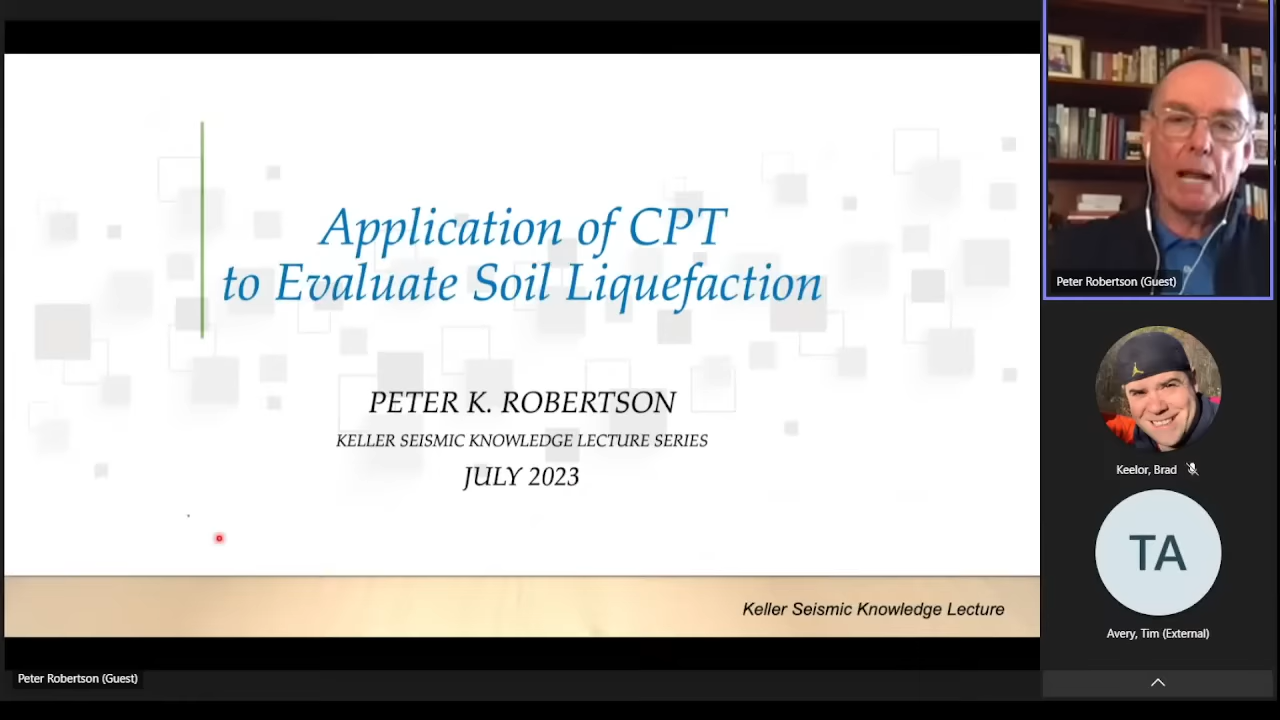 Application of CPT
to Evaluate Soil Liquefaction
PETER K. ROBERTSON
KELLER SEISMIC KNOWLEDGE LECTURE SERIES
JULY 2023
Keller Seismic Knowledge Lecture
Peter Robertson (Guest)
Peter Robertson (Guest)
Keelor, Brad
TA
Avery, Tim (External)